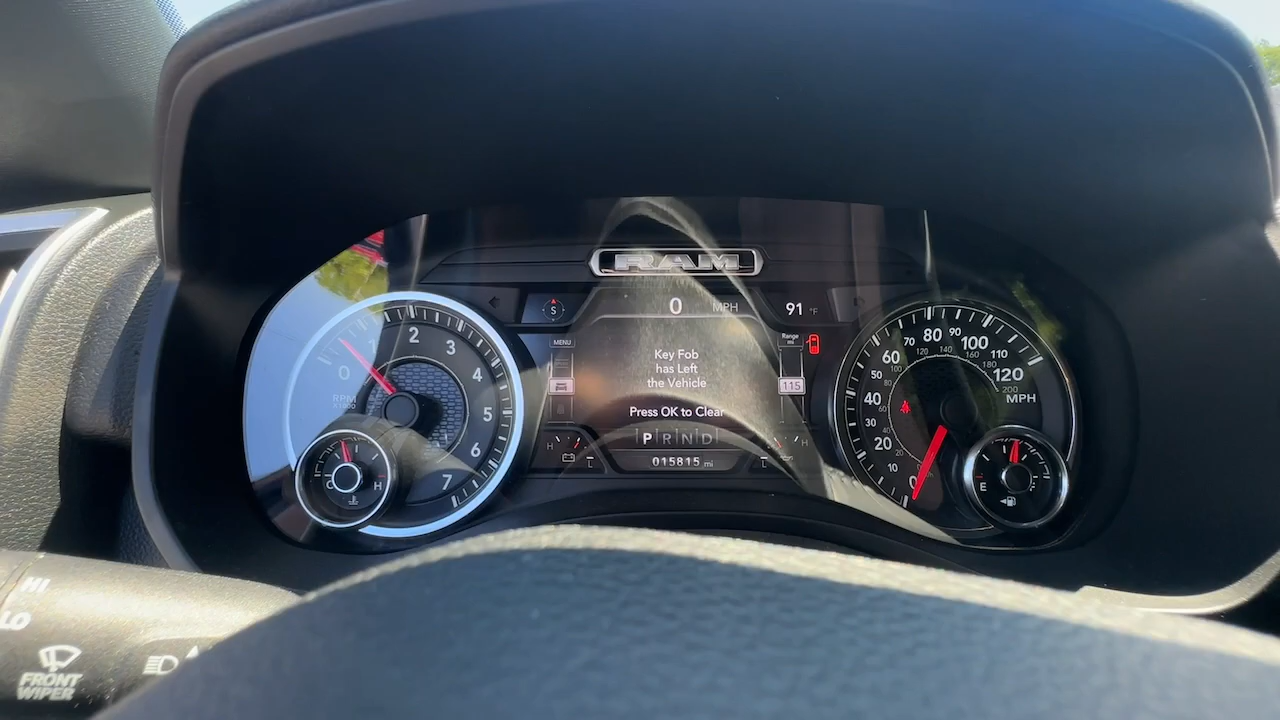 RAM
S
0 MPH
91 °F
MENU
Range
mi
115
Key Fob
has Left
the Vehicle
Press OK to Clear
P R N D
015815 mi
H
L
H
L
0 1 2 3 4 5 6 7
RPM
X1000
C H
0 10 20 30 40 50 60 70 80 90 100 110 120
MPH
60 120 140 160 180 200
E
HI
LO
FRONT
WIPER